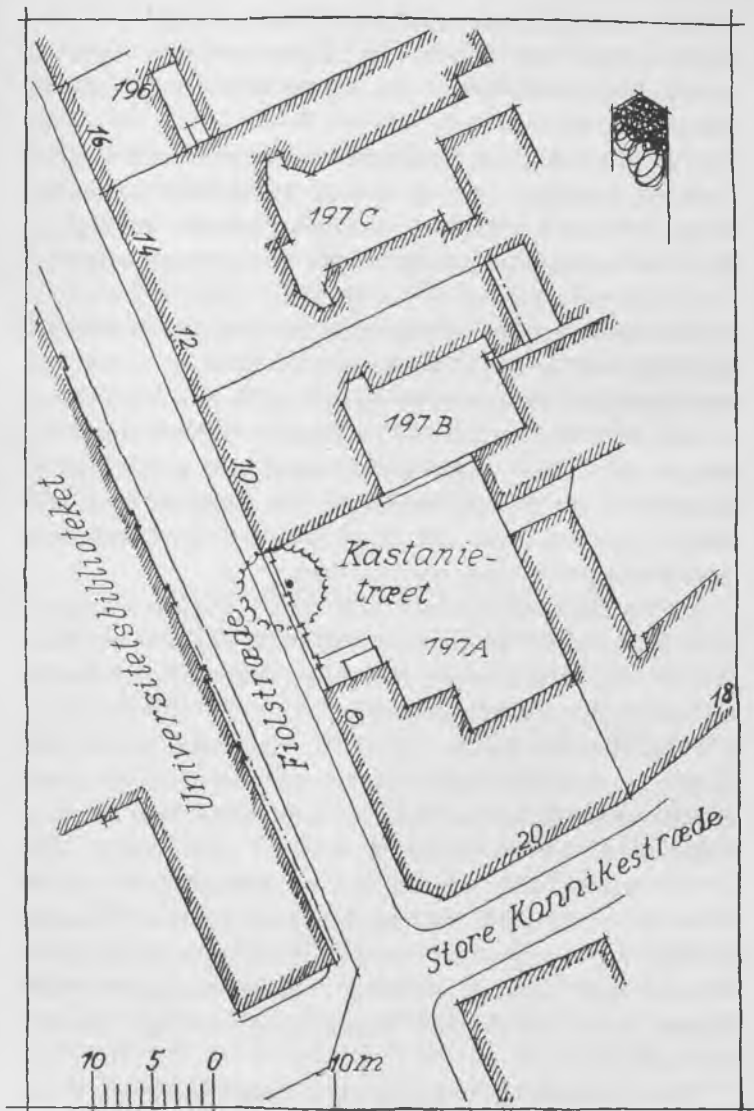 196
16
14
197 C
12
197 B
10
Kastanie-
træet
197A
Universitetsbiblioteket
Fiolstræde
8
18
20
Store Kannikestræde
10 5 0 10m